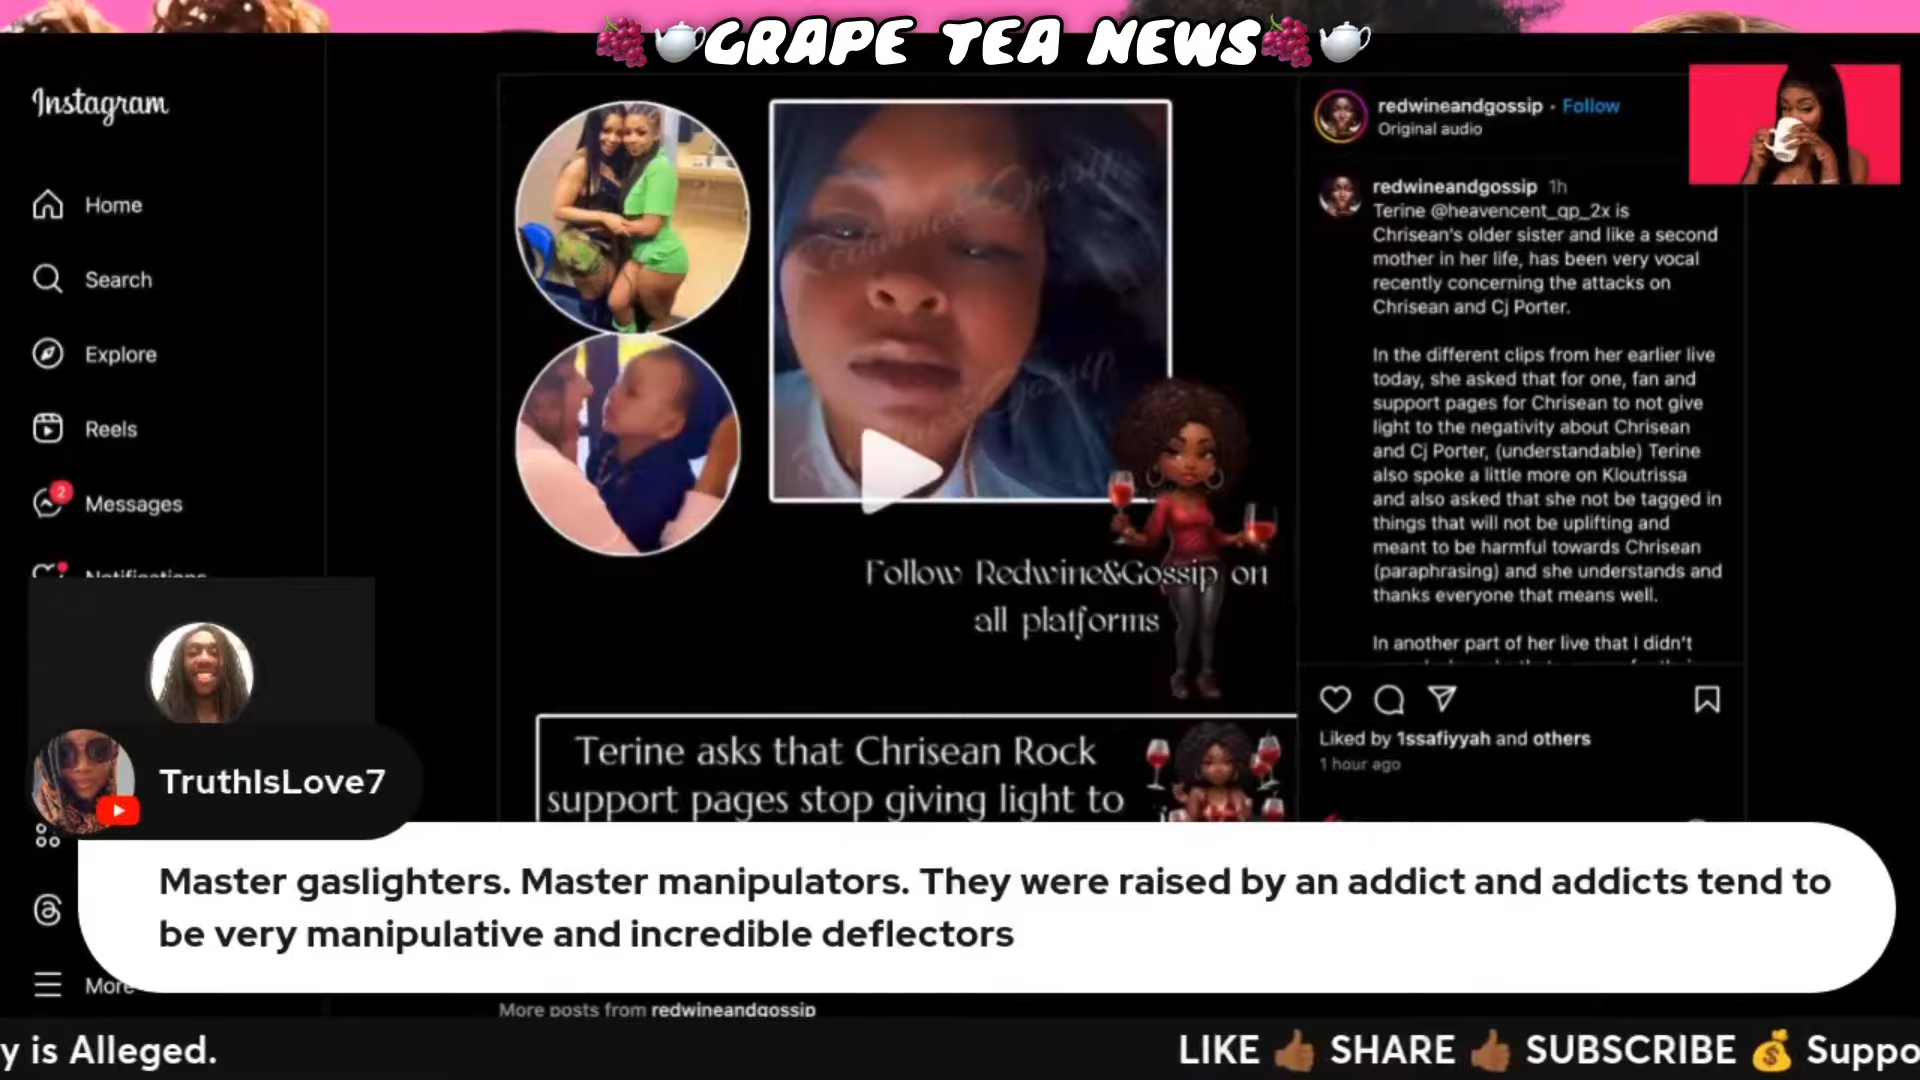 GRAPE TEA NEWS
Instagram
Home
Search
Explore
Reels
2
Messages
Notifications
More
Follow Redwine&Gossip on
all platforms
Terine asks that Chrisean Rock
support pages stop giving light to
redwineandgossip • Follow
Original audio
redwineandgossip 1h
Terine @heavencent_qp_2x is
Chrisean's older sister and like a second
mother in her life, has been very vocal
recently concerning the attacks on
Chrisean and Cj Porter.
In the different clips from her earlier live
today, she asked that for one, fan and
support pages for Chrisean to not give
light to the negativity about Chrisean
and Cj Porter, (understandable) Terine
also spoke a little more on Kloutrissa
and also asked that she not be tagged in
things that will not be uplifting and
meant to be harmful towards Chrisean
(paraphrasing) and she understands and
thanks everyone that means well.
In another part of her live that I didn't
Liked by 1ssafiyyah and others
1 hour ago
TruthIsLove7
Master gaslighters. Master manipulators. They were raised by an addict and addicts tend to
be very manipulative and incredible deflectors
More posts from redwineandgossip
y is Alleged.
LIKE 👍🏾 SHARE 👍🏾 SUBSCRIBE 💰 Suppo